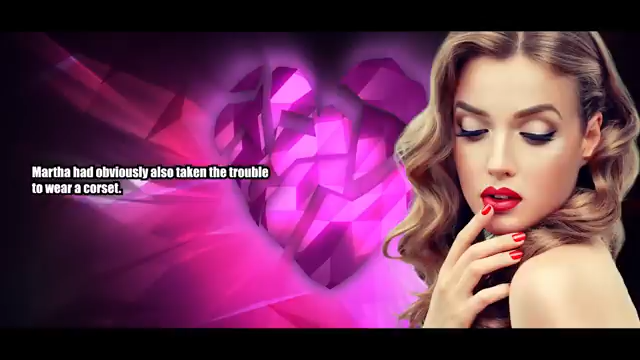 Martha had obviously also taken the trouble
to wear a corset.